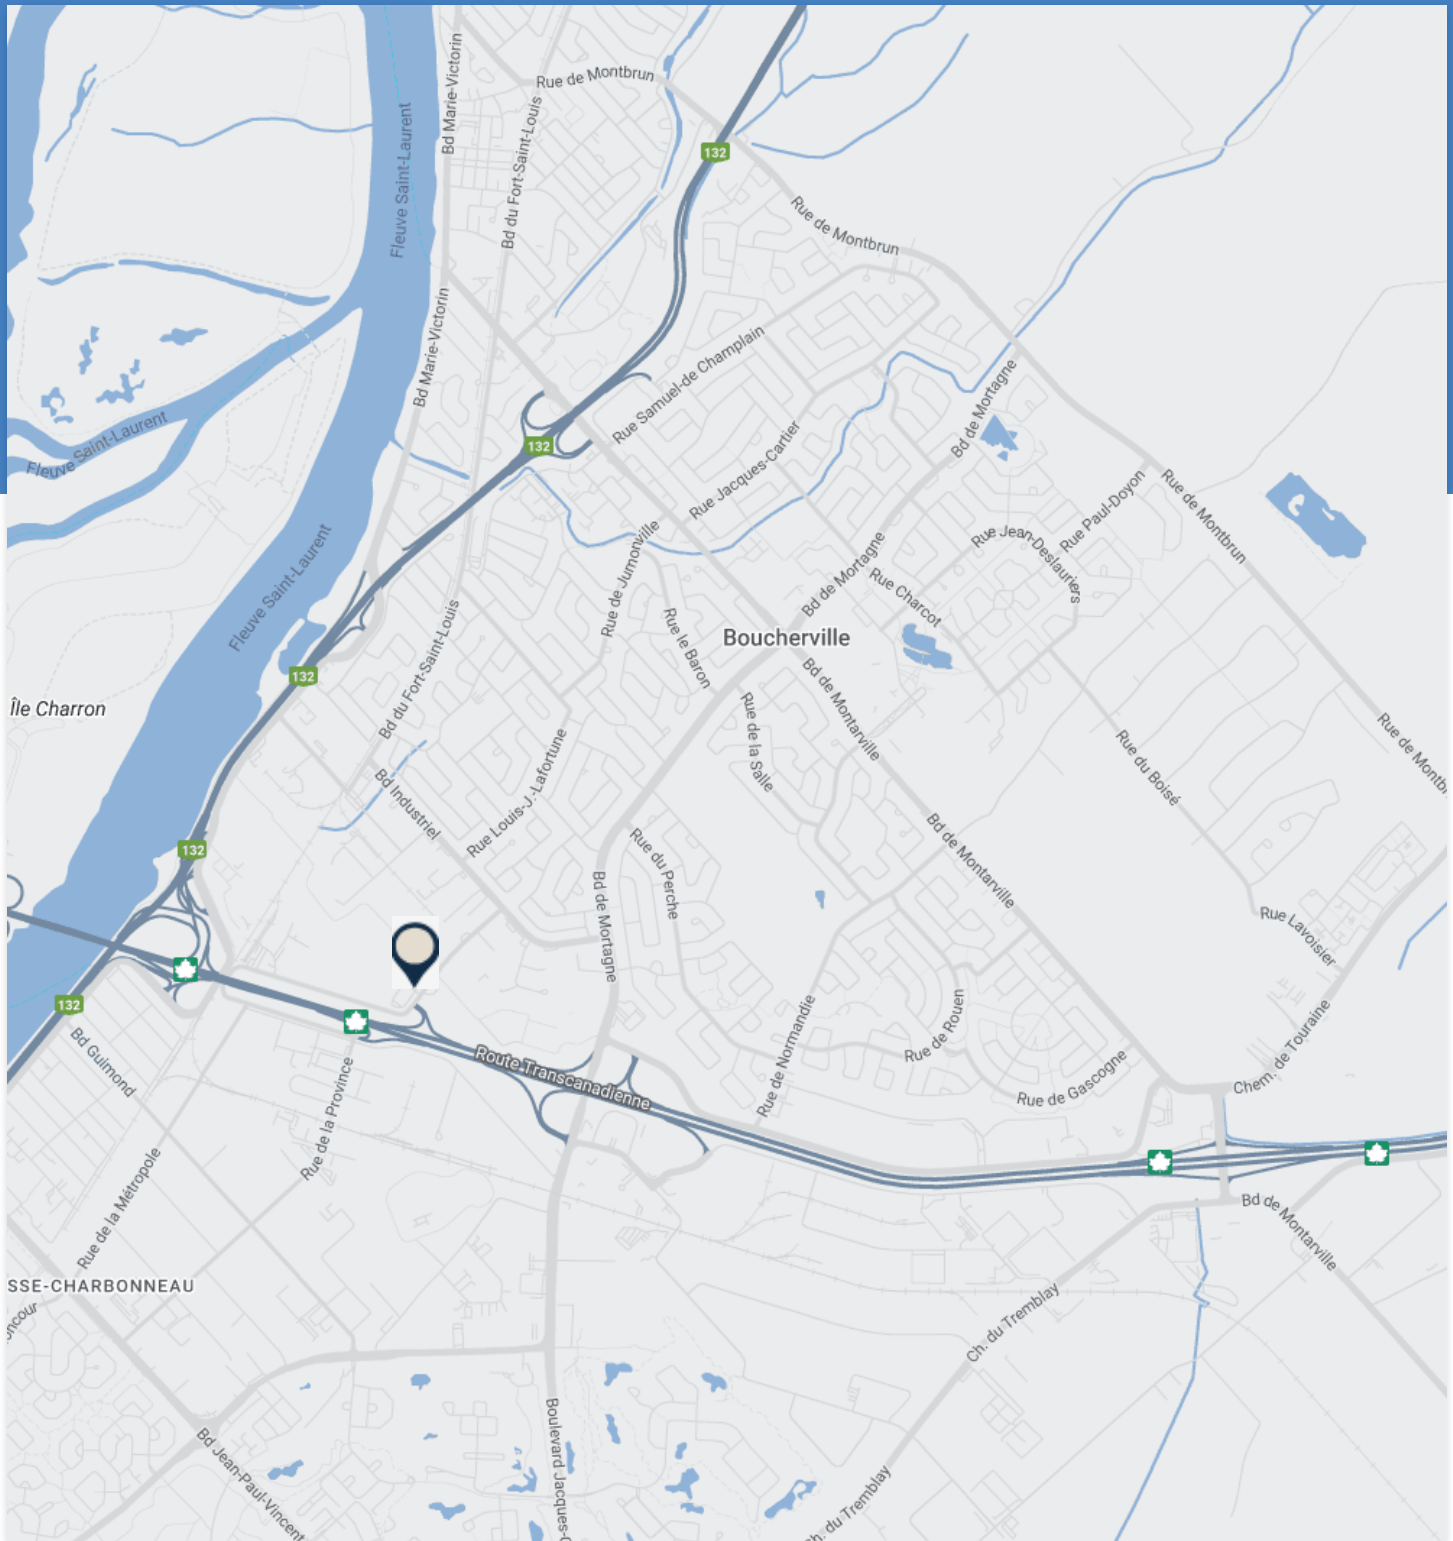 Bd Marie-Victorin
Rue de Montbrun
Fleuve Saint-Laurent
Bd du Fort-Saint-Louis
132
Rue de Montbrun
Bd Marie-Victorin
Rue Samuel-de Champlain
Bd de Mortagne
Fleuve Saint-Laurent
132
Rue Jacques-Cartier
Rue Paul-Doyon
Rue de Montbrun
Fleuve Saint-Laurent
Rue de Jumonville
Rue Jean-Deslauriers
Bd de Mortagne
Rue Charcot
Bd du Fort-Saint-Louis
Rue le Baron
Boucherville
132
Île Charron
Bd de Montarville
Rue de la Salle
Rue de Montb
Rue du Boisé
Rue Louis-J.-Lafortune
Bd Industriel
132
Rue du Perche
Bd de Montarville
Bd de Mortagne
Rue Lavoisier
132
Bd Guimond
Rue de Normandie
Rue de Rouen
Chem. de Touraine
Route Transcanadienne
Rue de Gascogne
Rue de la Province
Rue de la Métropole
Bd de Montarville
SSE-CHARBONNEAU
oncour
Ch. du Tremblay
Bd Jean-Paul-Vincent
Boulevard Jacques-C
h. du Tremblay